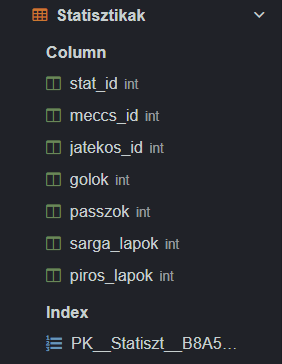 Statisztikak
Column
stat_id int
meccs_id int
jatekos_id int
golok int
passzok int
sarga_lapok int
piros_lapok int
Index
PK__Statiszt__B8A5...